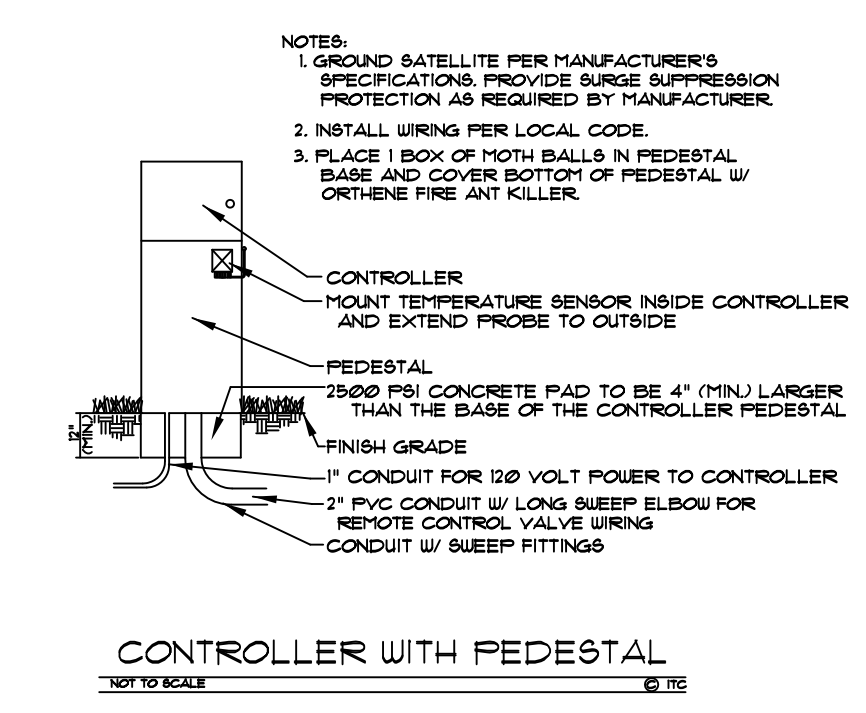 NOTES:
1. GROUND SATELLITE PER MANUFACTURER'S
SPECIFICATIONS. PROVIDE SURGE SUPPRESSION
PROTECTION AS REQUIRED BY MANUFACTURER.
2. INSTALL WIRING PER LOCAL CODE.
3. PLACE 1 BOX OF MOTH BALLS IN PEDESTAL
BASE AND COVER BOTTOM OF PEDESTAL W/
ORTHENE FIRE ANT KILLER.
CONTROLLER
MOUNT TEMPERATURE SENSOR INSIDE CONTROLLER
AND EXTEND PROBE TO OUTSIDE
PEDESTAL
2500 PSI CONCRETE PAD TO BE 4" (MIN.) LARGER
THAN THE BASE OF THE CONTROLLER PEDESTAL
12"
(MIN.)
FINISH GRADE
1" CONDUIT FOR 120 VOLT POWER TO CONTROLLER
2" PVC CONDUIT W/ LONG SWEEP ELBOW FOR
REMOTE CONTROL VALVE WIRING
CONDUIT W/ SWEEP FITTINGS
CONTROLLER WITH PEDESTAL
NOT TO SCALE
© ITC